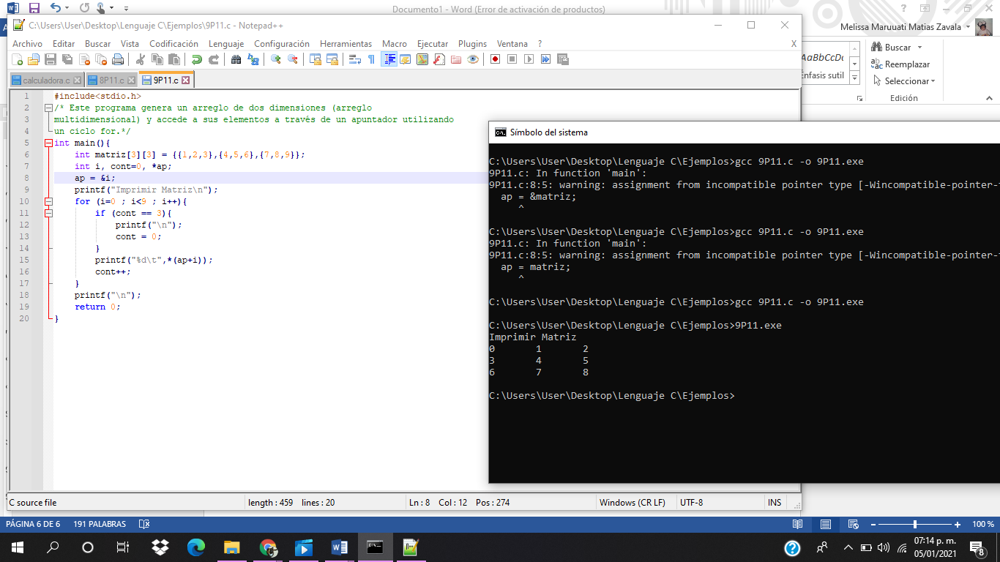 Documento1 - Word (Error de activación de productos)
C:\Users\User\Desktop\Lenguaje C\Ejemplos\9P11.c - Notepad++
Melissa Maruuati Matias Zavala
Archivo Editar Buscar Vista Codificación Lenguaje Configuración Herramientas Macro Ejecutar Plugins Ventana ? X
Buscar
AaBbCcDc
Reemplazar
Énfasis sutil
Seleccionar
Edición
calculadora.c 8P11.c 9P11.c
1 #include<stdio.h>
2 /* Este programa genera un arreglo de dos dimensiones (arreglo
3 multidimensional) y accede a sus elementos a través de un apuntador utilizando
4 un ciclo for.*/
5 int main(){
6 int matriz[3][3] = {{1,2,3},{4,5,6},{7,8,9}};
7 int i, cont=0, *ap;
8 ap = &i;
9 printf("Imprimir Matriz\n");
10 for (i=0 ; i<9 ; i++){
11 if (cont == 3){
12 printf("\n");
13 cont = 0;
14 }
15 printf("%d\t",*(ap+i));
16 cont++;
17 }
18 printf("\n");
19 return 0;
20 }
Símbolo del sistema
C:\Users\User\Desktop\Lenguaje C\Ejemplos>gcc 9P11.c -o 9P11.exe
9P11.c: In function 'main':
9P11.c:8:5: warning: assignment from incompatible pointer type [-Wincompatible-pointer-
ap = &matriz;
^
C:\Users\User\Desktop\Lenguaje C\Ejemplos>gcc 9P11.c -o 9P11.exe
9P11.c: In function 'main':
9P11.c:8:5: warning: assignment from incompatible pointer type [-Wincompatible-pointer-
ap = matriz;
^
C:\Users\User\Desktop\Lenguaje C\Ejemplos>gcc 9P11.c -o 9P11.exe
C:\Users\User\Desktop\Lenguaje C\Ejemplos>9P11.exe
Imprimir Matriz
0 1 2
3 4 5
6 7 8
C:\Users\User\Desktop\Lenguaje C\Ejemplos>
C source file length : 459 lines : 20 Ln : 8 Col : 12 Pos : 274 Windows (CR LF) UTF-8 INS
PÁGINA 6 DE 6 191 PALABRAS 100 %
07:14 p. m.
05/01/2021
8